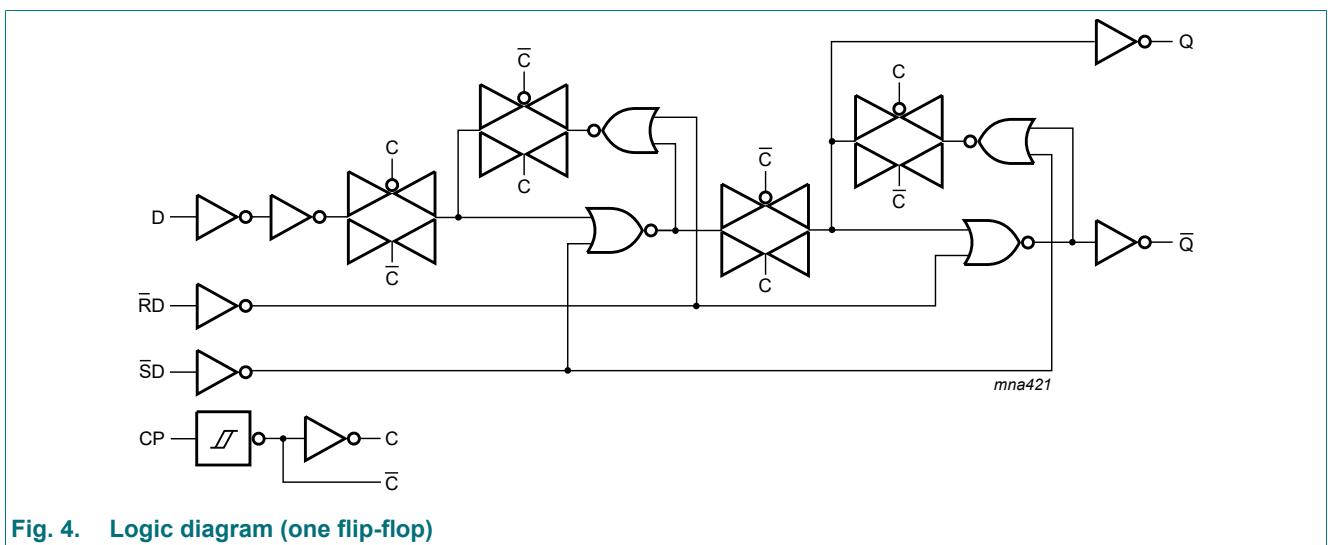 Q
C̅
C
C
C̅
C
C̅
C
D
Q̅
C̅
C
R̅D
S̅D
mna421
CP
C
C̅
Fig. 4. Logic diagram (one flip-flop)